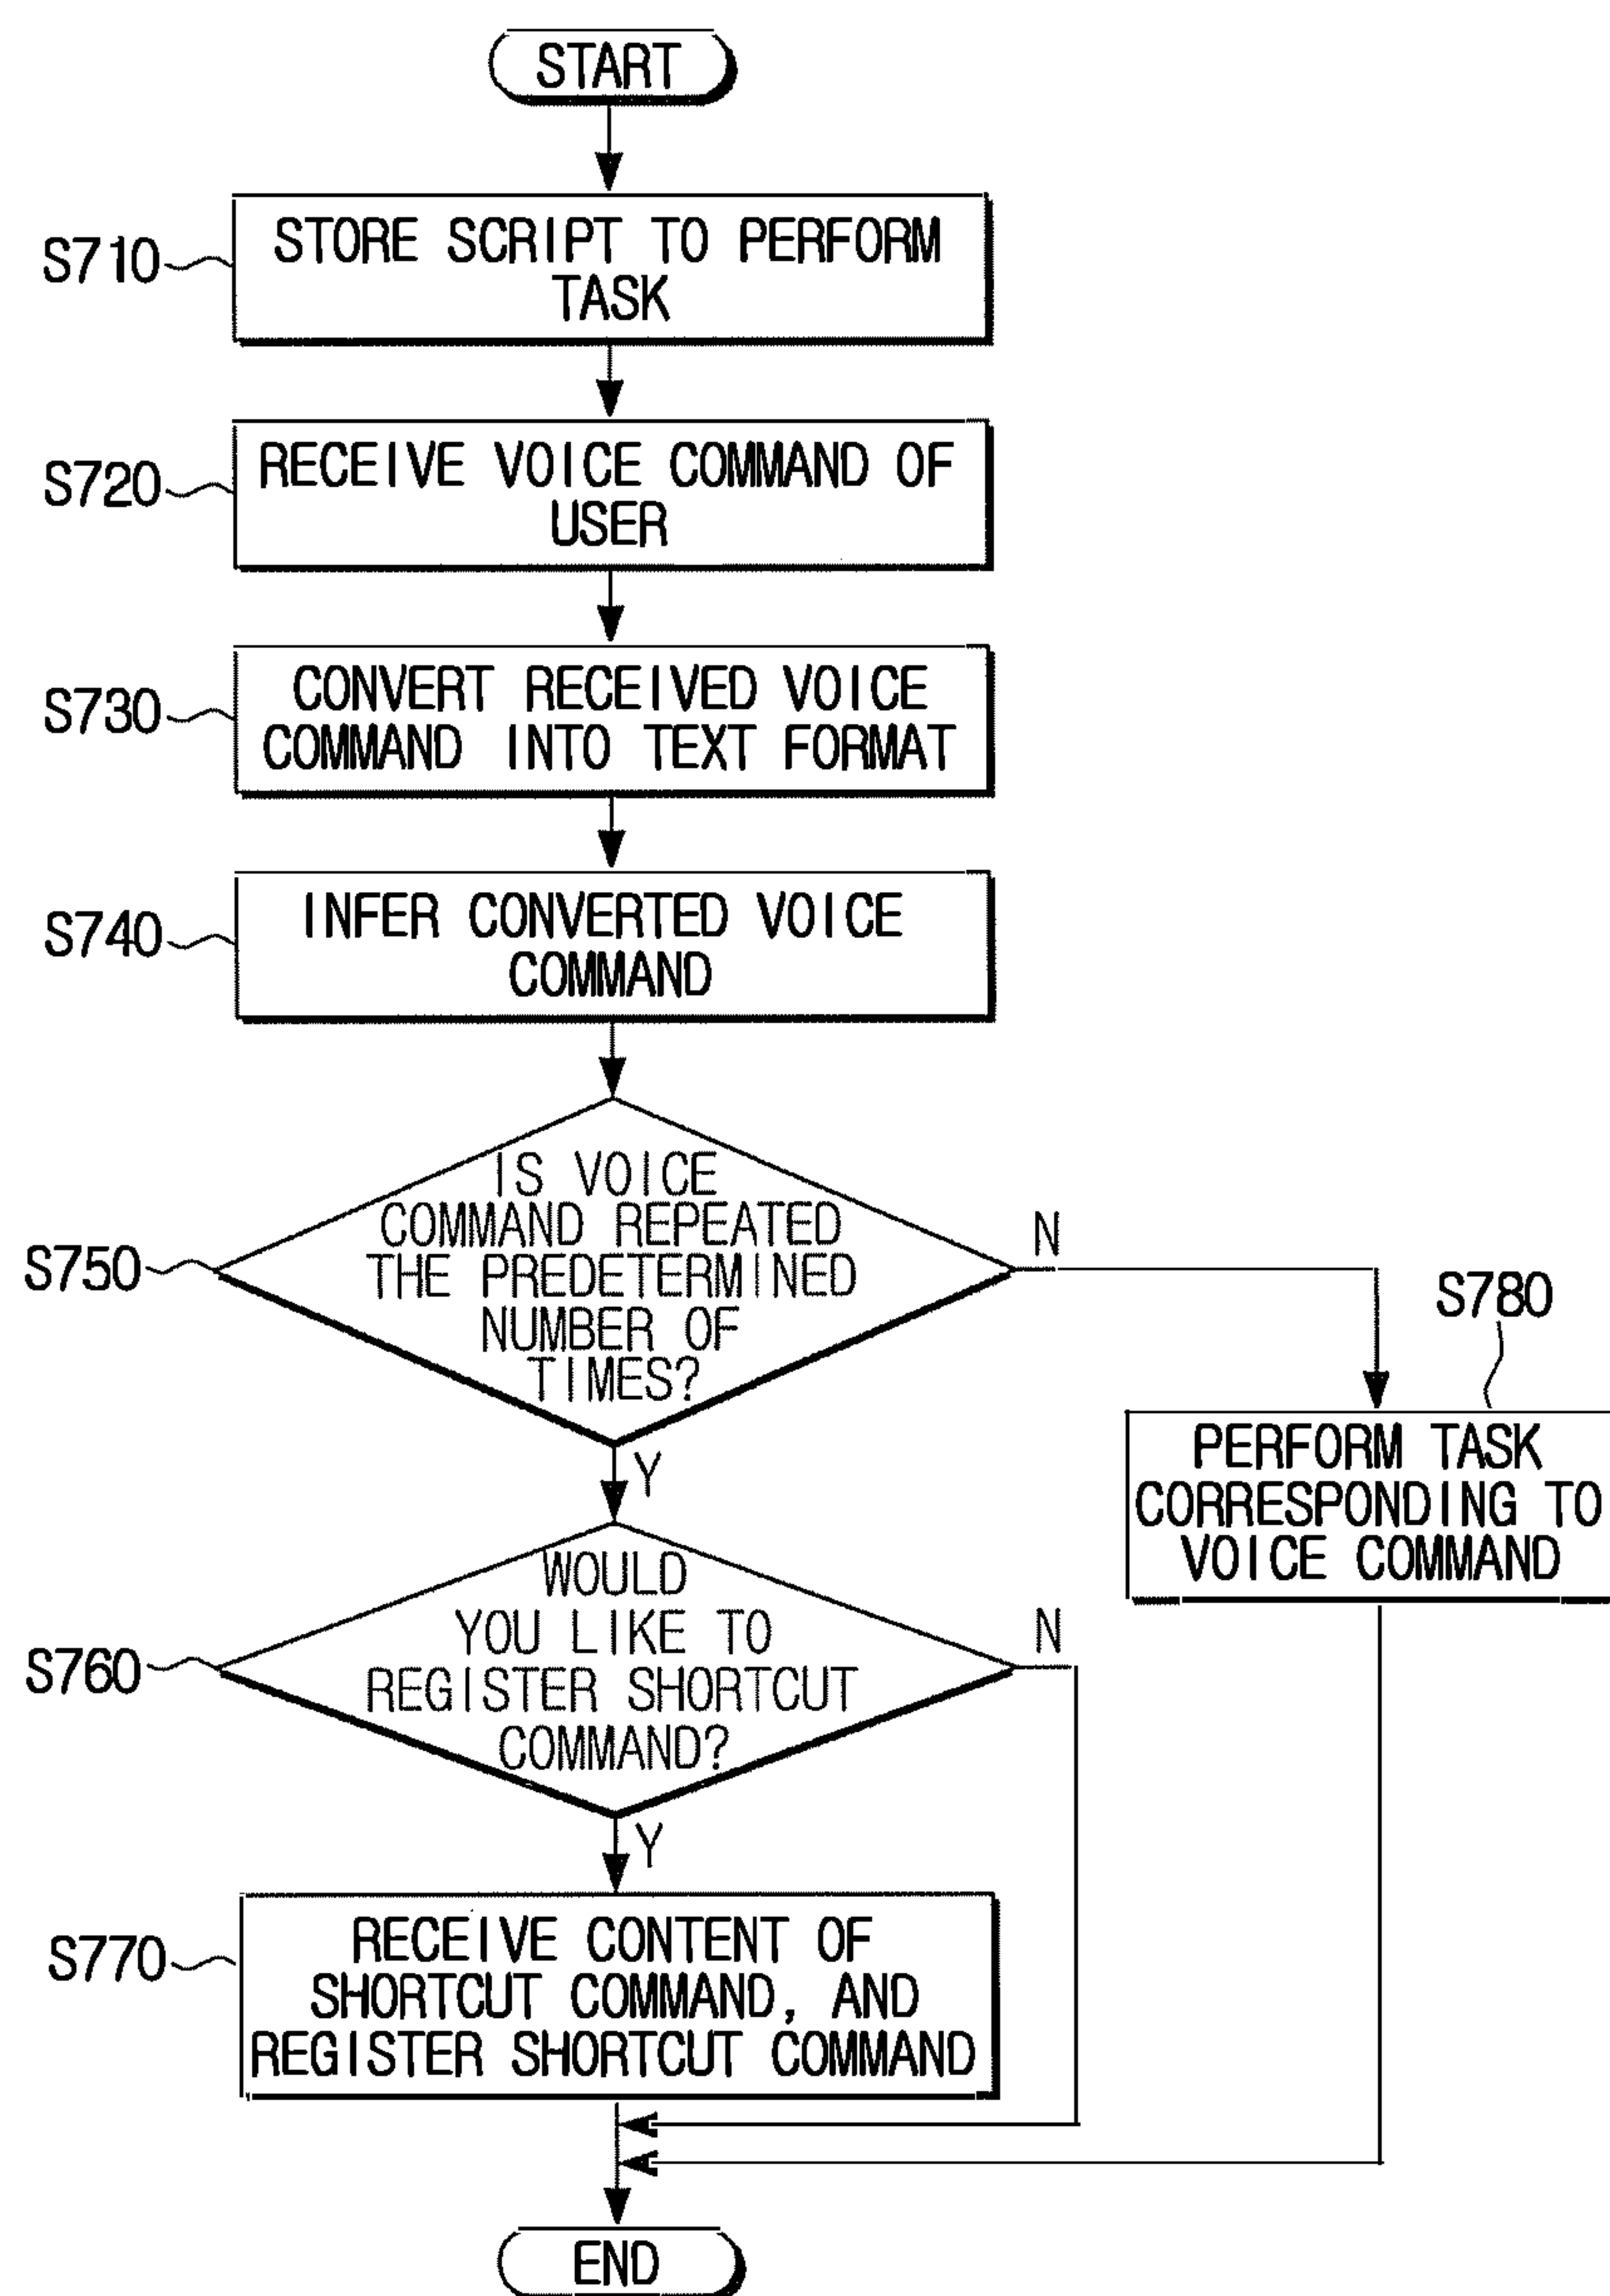 START
S710
STORE SCRIPT TO PERFORM
TASK
S720
RECEIVE VOICE COMMAND OF
USER
S730
CONVERT RECEIVED VOICE
COMMAND INTO TEXT FORMAT
S740
INFER CONVERTED VOICE
COMMAND
S750
IS VOICE
COMMAND REPEATED
THE PREDETERMINED
NUMBER OF
TIMES?
N
Y
S780
PERFORM TASK
CORRESPONDING TO
VOICE COMMAND
S760
WOULD
YOU LIKE TO
REGISTER SHORTCUT
COMMAND?
N
Y
S770
RECEIVE CONTENT OF
SHORTCUT COMMAND, AND
REGISTER SHORTCUT COMMAND
END